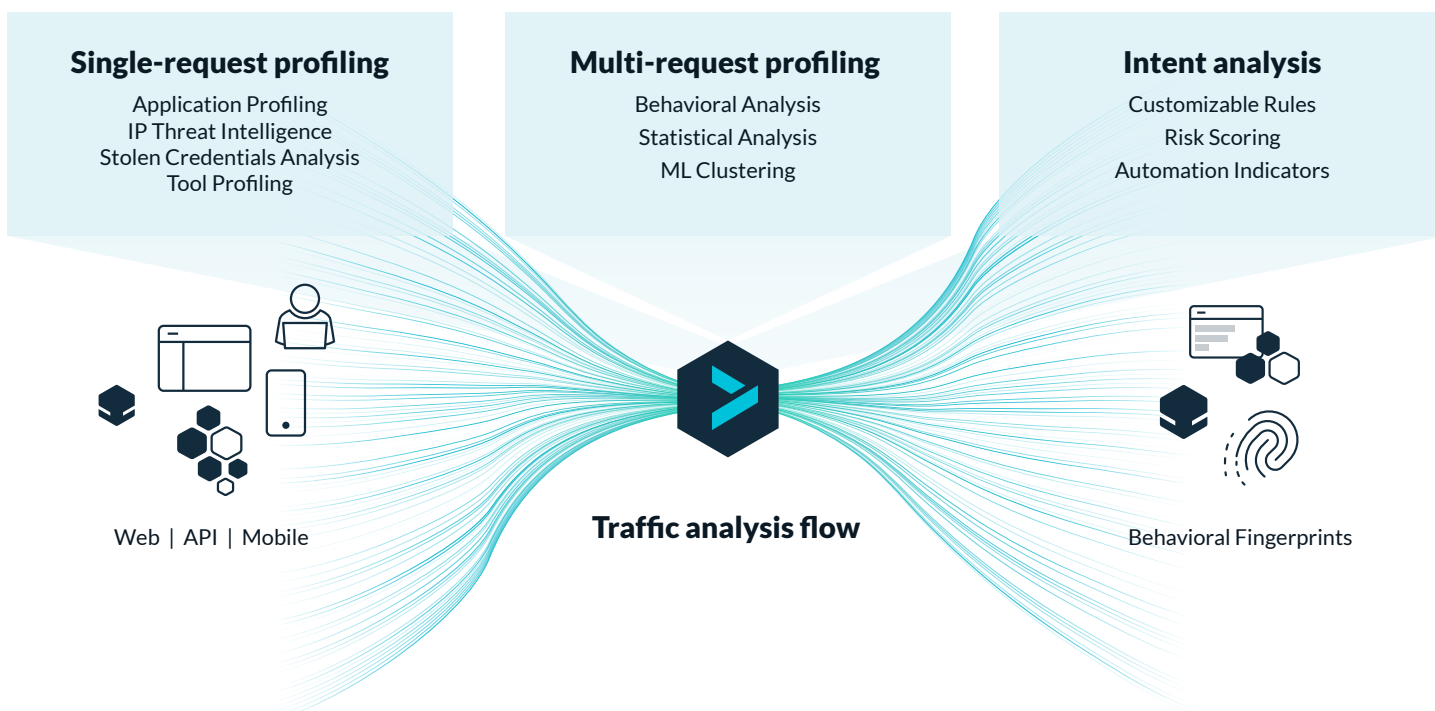 Single-request profiling
Application Profiling
IP Threat Intelligence
Stolen Credentials Analysis
Tool Profiling
Multi-request profiling
Behavioral Analysis
Statistical Analysis
ML Clustering
Intent analysis
Customizable Rules
Risk Scoring
Automation Indicators
Web | API | Mobile
Traffic analysis flow
Behavioral Fingerprints